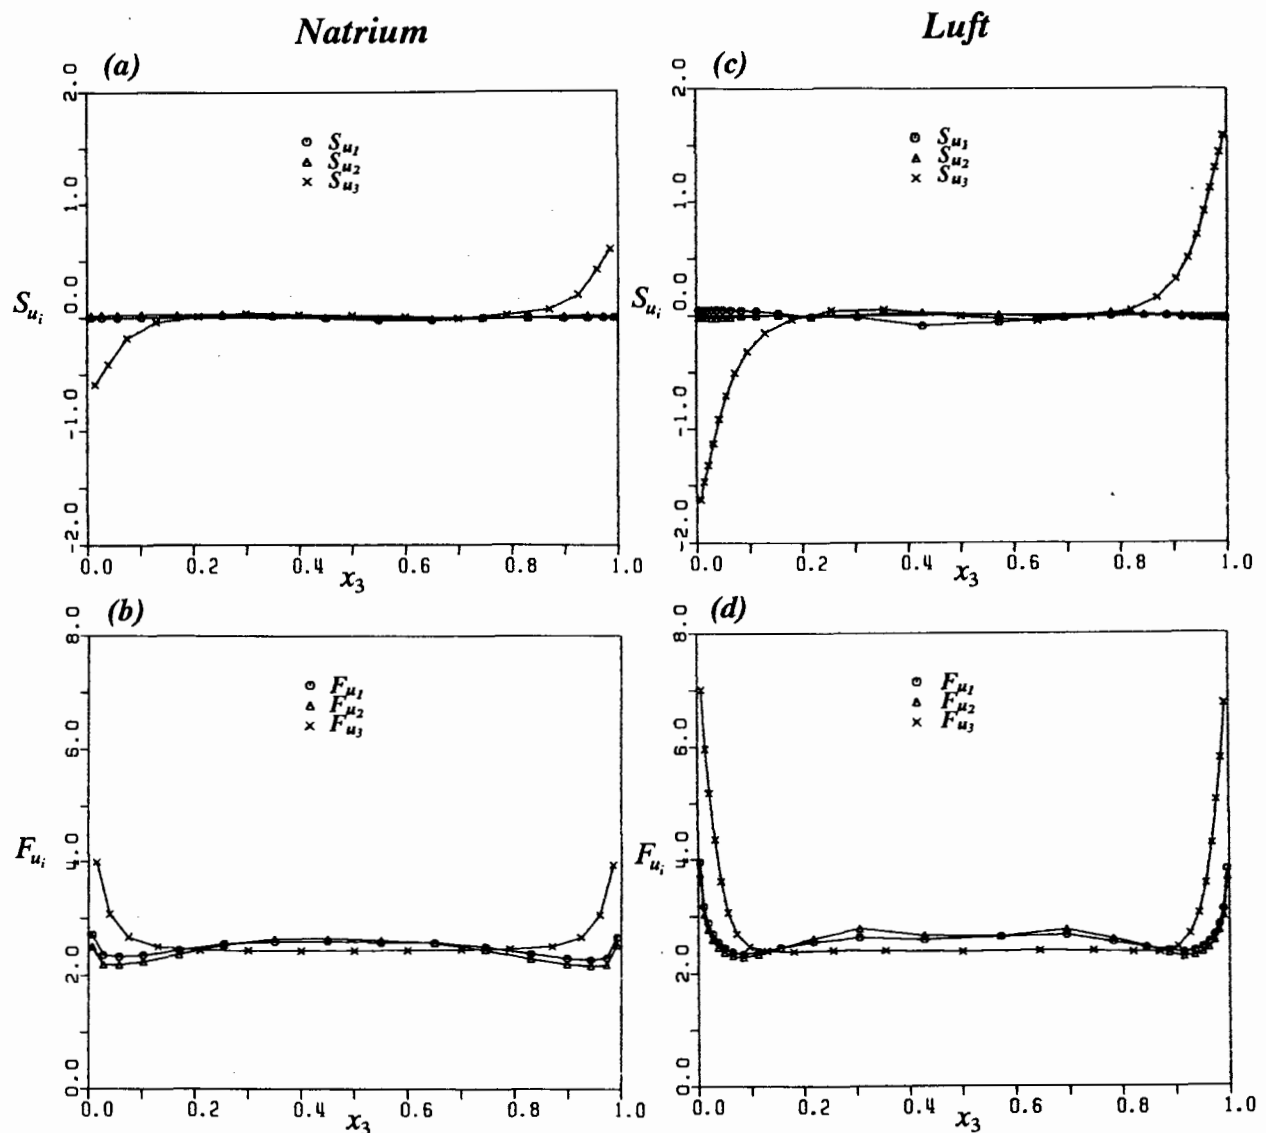 Natrium
Luft
(a)
2.0
1.0
0.0
-1.0
-2.0
S_{u_i}
S_{u_1}
S_{u_2}
S_{u_3}
0.0 0.2 0.4 0.6 0.8 1.0
x_3
(c)
2.0
1.0
0.0
-1.0
-2.0
S_{u_i}
S_{u_1}
S_{u_2}
S_{u_3}
0.0 0.2 0.4 0.6 0.8 1.0
x_3
(b)
8.0
6.0
4.0
2.0
0.0
F_{u_i}
F_{u_1}
F_{u_2}
F_{u_3}
0.0 0.2 0.4 0.6 0.8 1.0
x_3
(d)
8.0
6.0
4.0
2.0
0.0
F_{u_i}
F_{u_1}
F_{u_2}
F_{u_3}
0.0 0.2 0.4 0.6 0.8 1.0
x_3